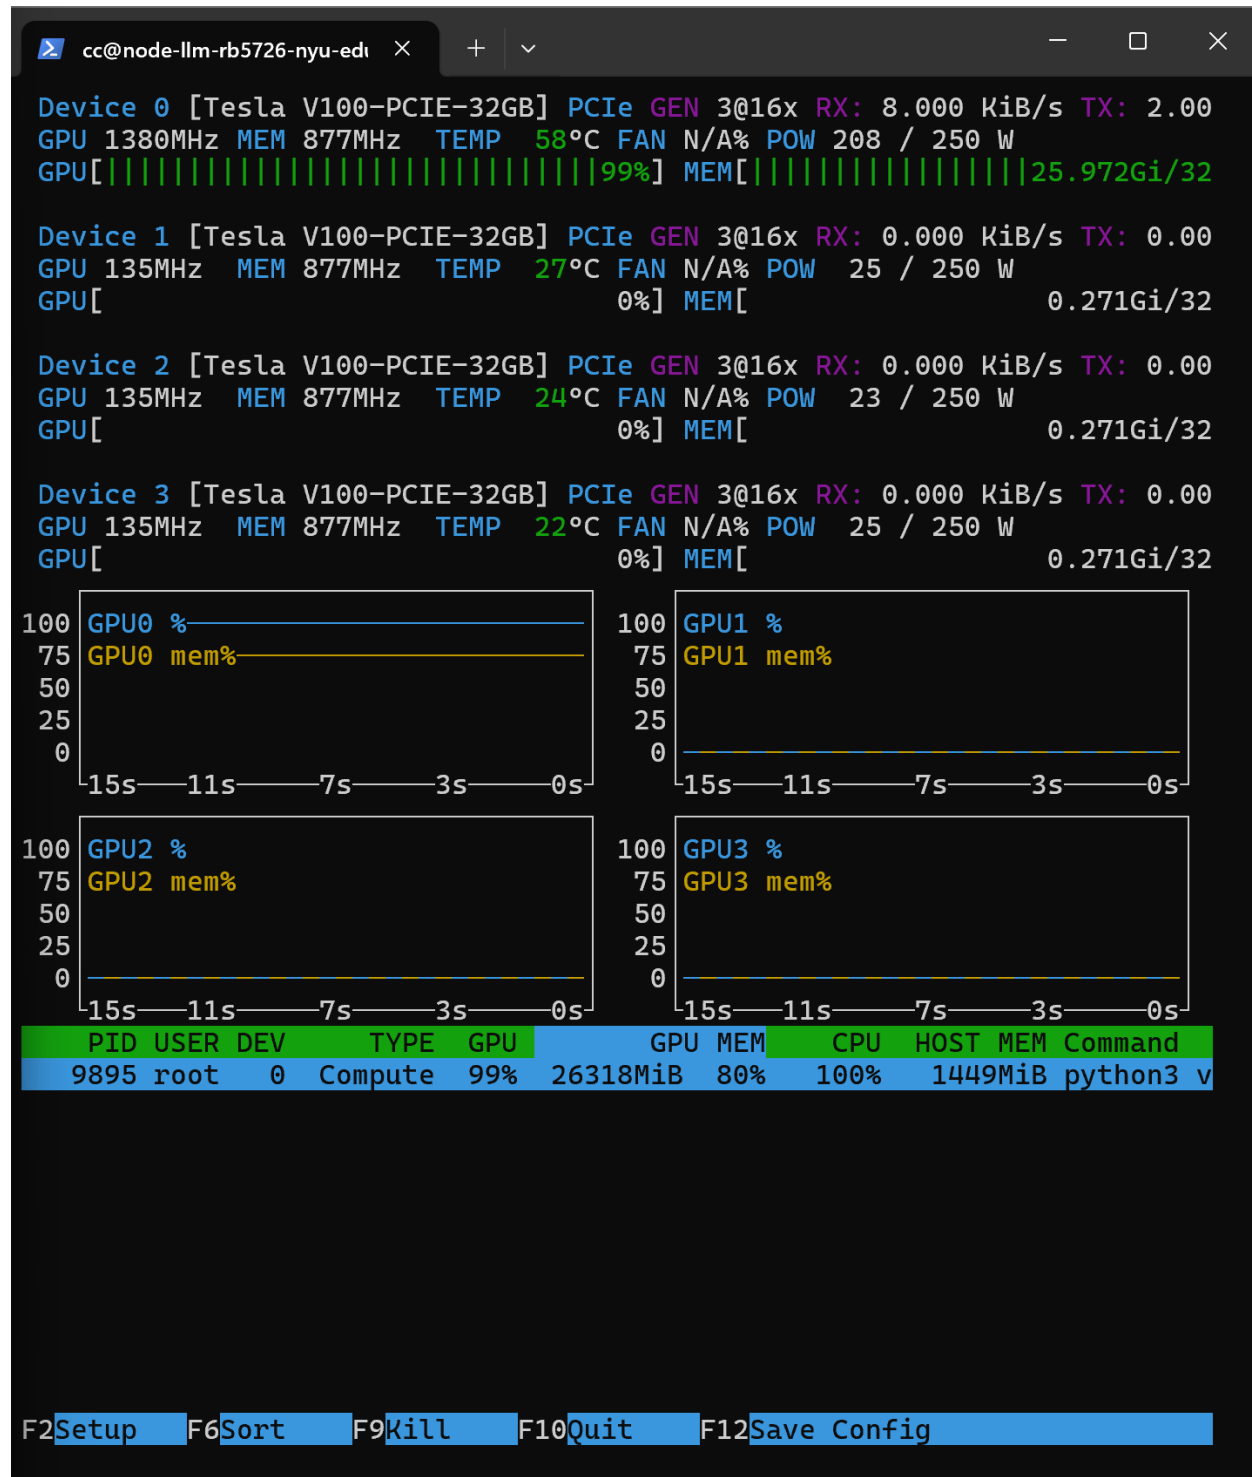 cc@node-llm-rb5726-nyu-edu
Device 0 [Tesla V100-PCIE-32GB] PCIe GEN 3@16x RX: 8.000 KiB/s TX: 2.00
GPU 1380MHz MEM 877MHz TEMP 58°C FAN N/A% POW 208 / 250 W
GPU[||||||||||||||||||||||||||||||99%] MEM[|||||||||||||||||25.972Gi/32
Device 1 [Tesla V100-PCIE-32GB] PCIe GEN 3@16x RX: 0.000 KiB/s TX: 0.00
GPU 135MHz MEM 877MHz TEMP 27°C FAN N/A% POW 25 / 250 W
GPU[ 0%] MEM[ 0.271Gi/32
Device 2 [Tesla V100-PCIE-32GB] PCIe GEN 3@16x RX: 0.000 KiB/s TX: 0.00
GPU 135MHz MEM 877MHz TEMP 24°C FAN N/A% POW 23 / 250 W
GPU[ 0%] MEM[ 0.271Gi/32
Device 3 [Tesla V100-PCIE-32GB] PCIe GEN 3@16x RX: 0.000 KiB/s TX: 0.00
GPU 135MHz MEM 877MHz TEMP 22°C FAN N/A% POW 25 / 250 W
GPU[ 0%] MEM[ 0.271Gi/32
100 GPU0 % 100 GPU1 %
75 GPU0 mem% 75 GPU1 mem%
50 50
25 25
0 0
15s 11s 7s 3s 0s 15s 11s 7s 3s 0s
100 GPU2 % 100 GPU3 %
75 GPU2 mem% 75 GPU3 mem%
50 50
25 25
0 0
15s 11s 7s 3s 0s 15s 11s 7s 3s 0s
PID USER DEV TYPE GPU GPU MEM CPU HOST MEM Command
9895 root 0 Compute 99% 26318MiB 80% 100% 1449MiB python3 v
F2Setup F6Sort F9Kill F10Quit F12Save Config